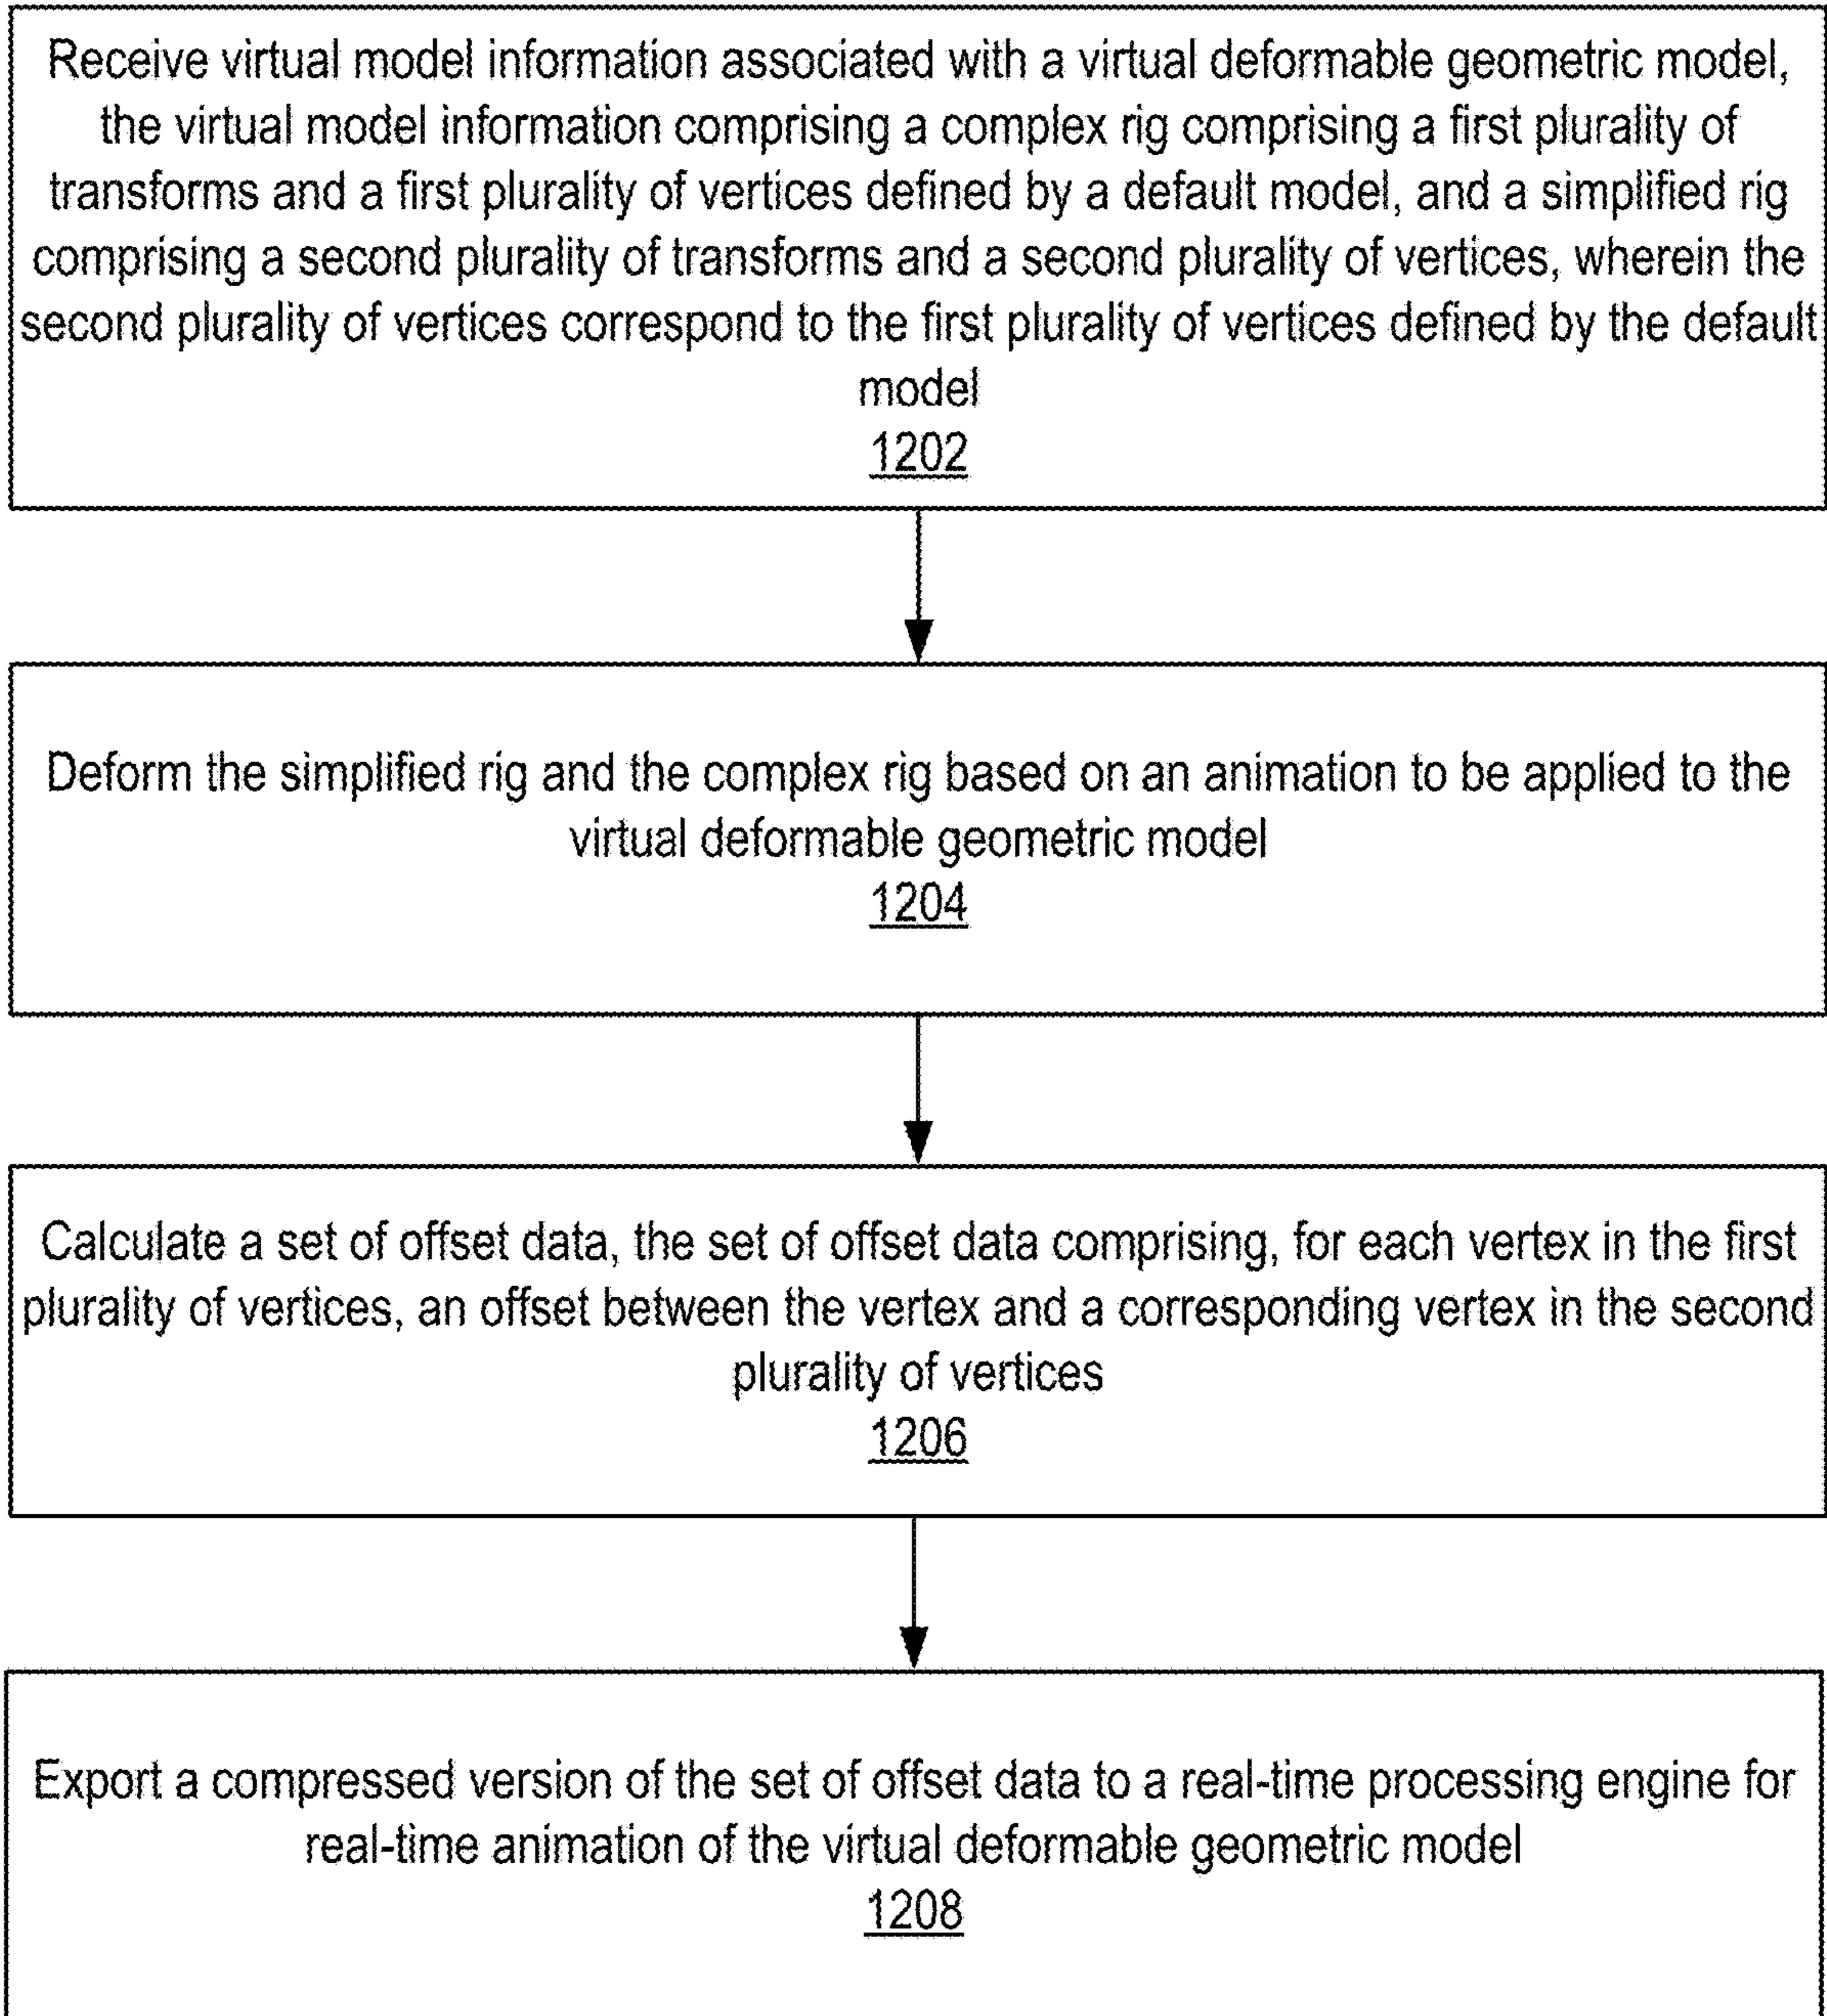 Receive virtual model information associated with a virtual deformable geometric model,
the virtual model information comprising a complex rig comprising a first plurality of
transforms and a first plurality of vertices defined by a default model, and a simplified rig
comprising a second plurality of transforms and a second plurality of vertices, wherein the
second plurality of vertices correspond to the first plurality of vertices defined by the default
model
1202
Deform the simplified rig and the complex rig based on an animation to be applied to the
virtual deformable geometric model
1204
Calculate a set of offset data, the set of offset data comprising, for each vertex in the first
plurality of vertices, an offset between the vertex and a corresponding vertex in the second
plurality of vertices
1206
Export a compressed version of the set of offset data to a real-time processing engine for
real-time animation of the virtual deformable geometric model
1208